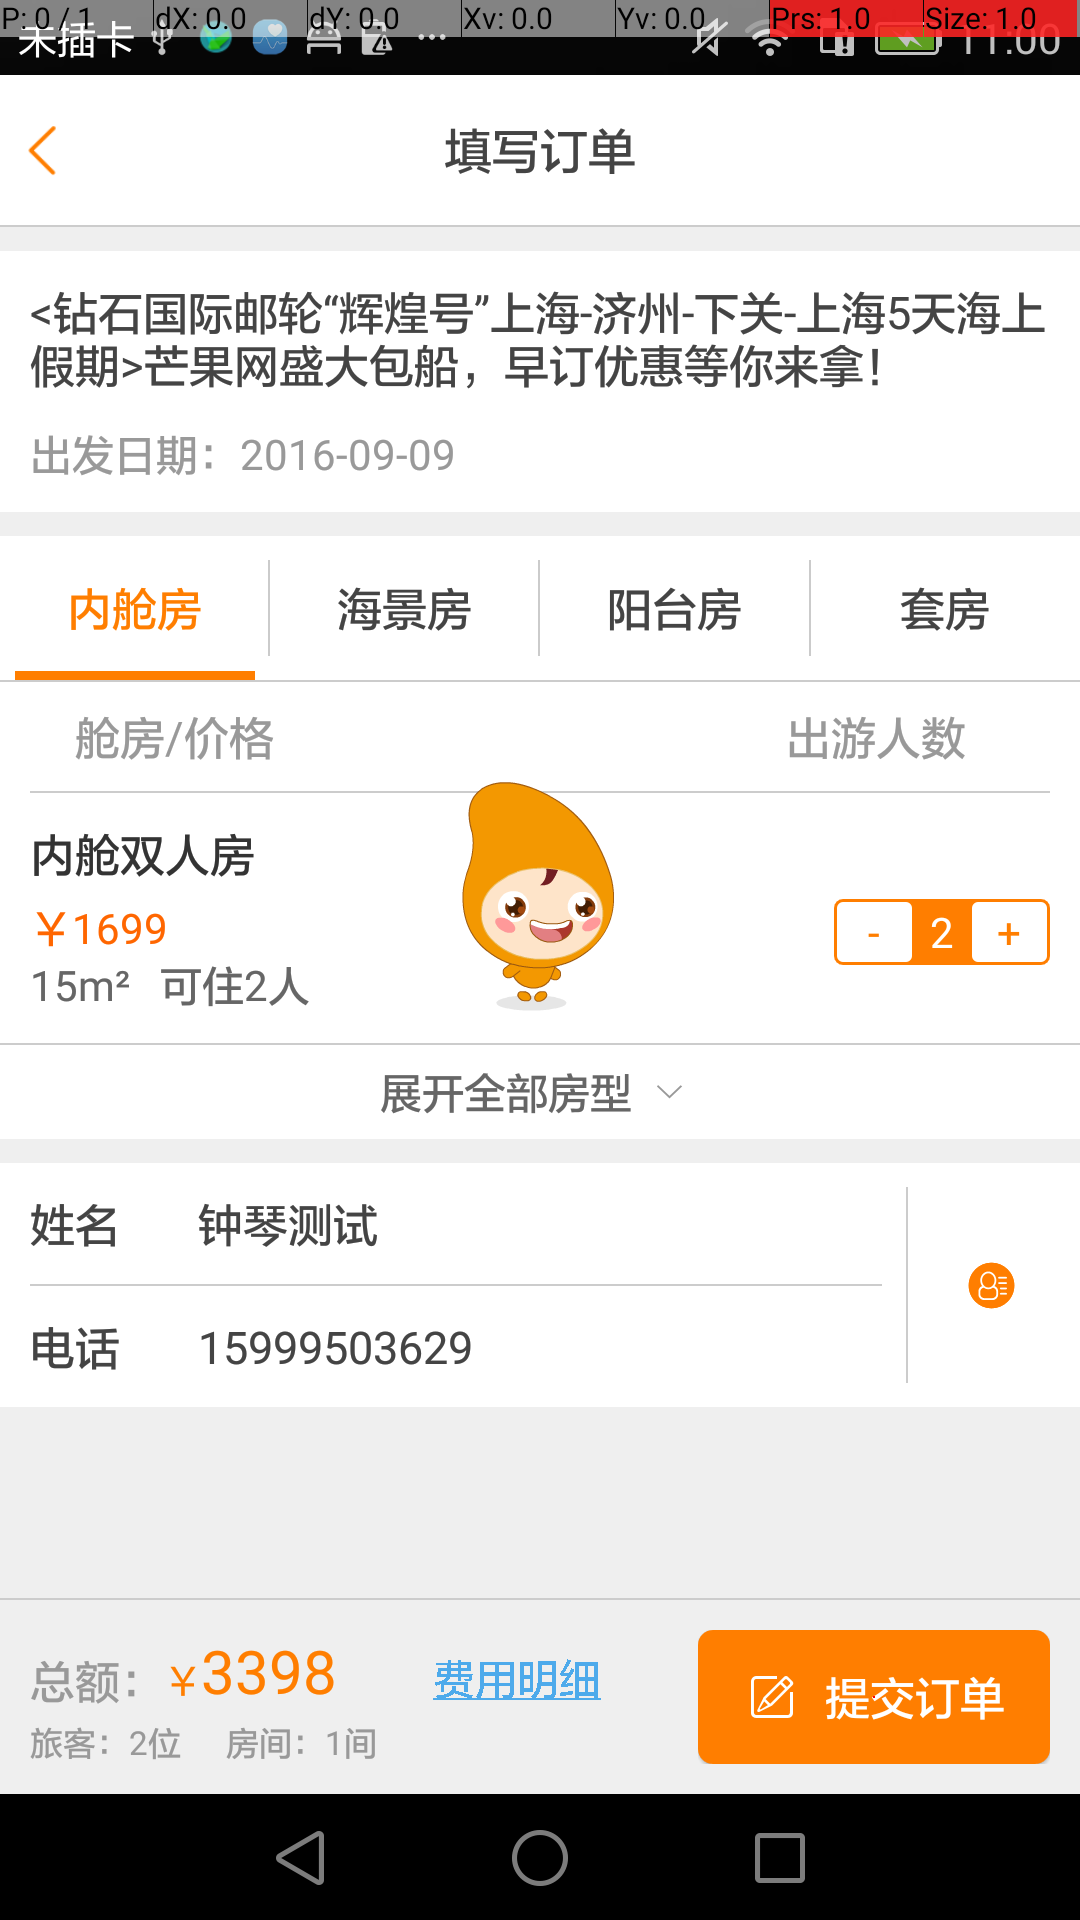 P: 0 / 1 dX: 0.0 dY: 0.0 Xv: 0.0 Yv: 0.0 Prs: 1.0 Size: 1.0
未插卡 11:00
填写订单
<钻石国际邮轮“辉煌号”上海-济州-下关-上海5天海上
假期>芒果网盛大包船，早订优惠等你来拿！
出发日期：2016-09-09
内舱房 海景房 阳台房 套房
舱房/价格 出游人数
内舱双人房
￥1699
- 2 +
15m² 可住2人
展开全部房型
姓名 钟琴测试
电话 15999503629
总额：￥3398 费用明细
提交订单
旅客：2位 房间：1间